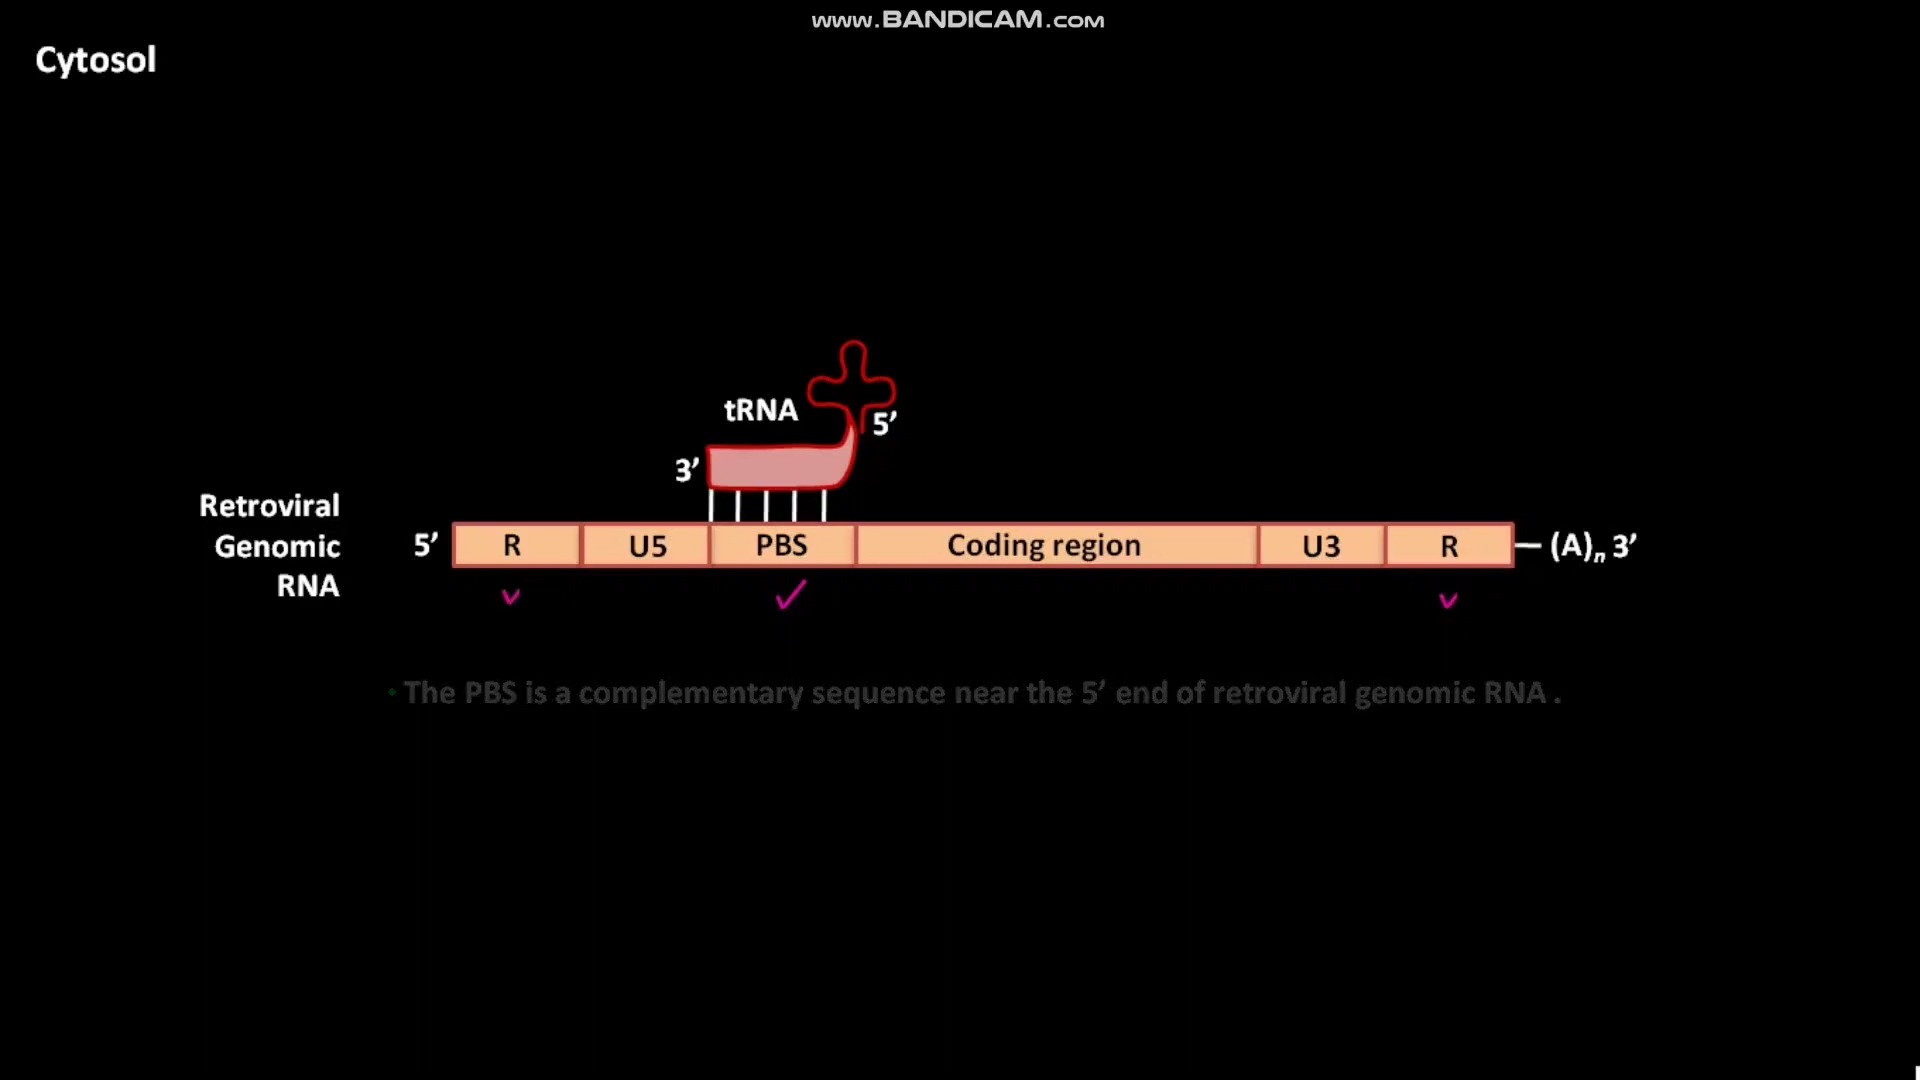 www.BANDICAM.com
Cytosol
tRNA
5’
3’
Retroviral
Genomic
RNA
5’ R U5 PBS Coding region U3 R (A)n 3’
• The PBS is a complementary sequence near the 5’ end of retroviral genomic RNA .